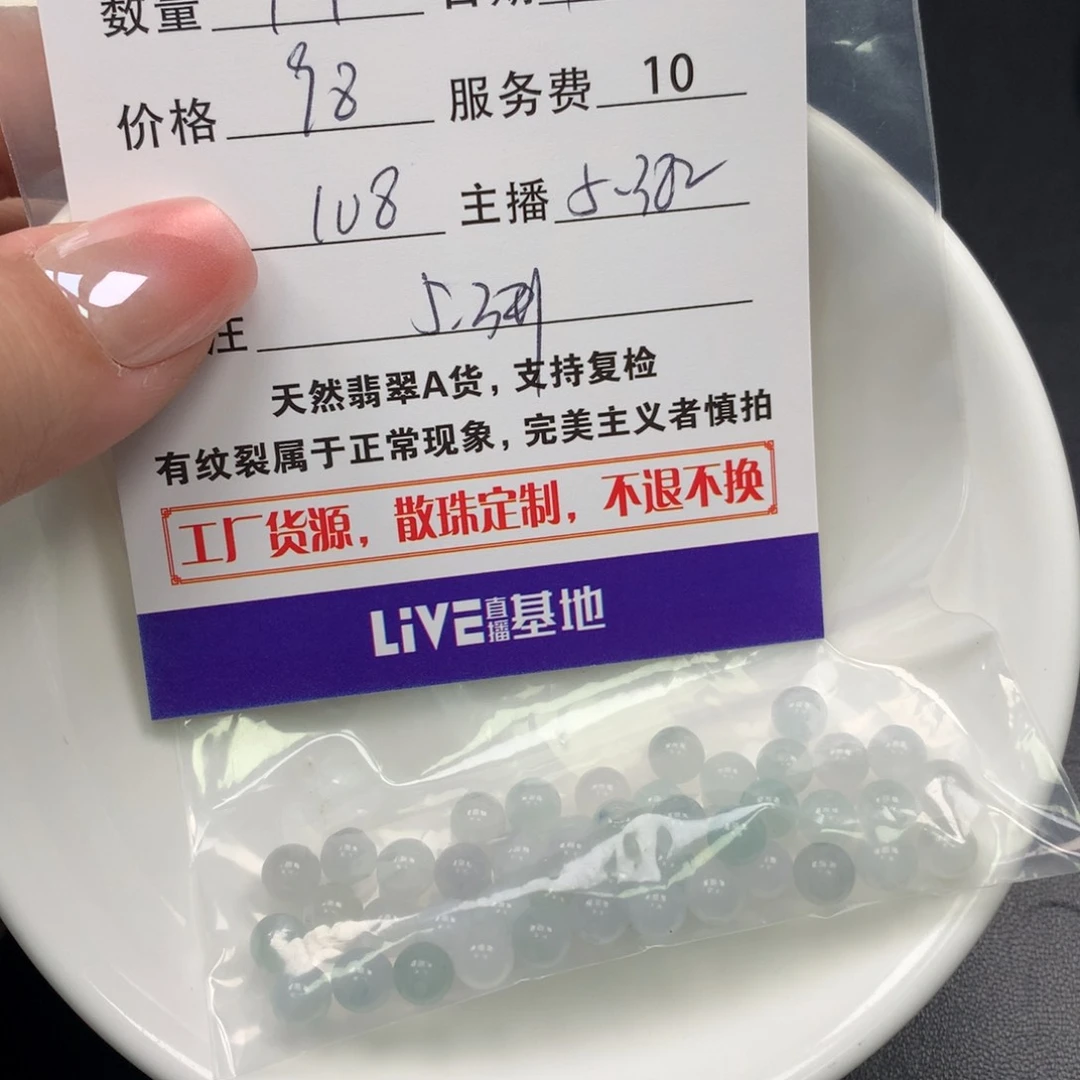 数量
价格 98 服务费 10
108 主播
注
天然翡翠A货，支持复检
有纹裂属于正常现象，完美主义者慎拍
工厂货源，散珠定制，不退不换
LiVE直播基地